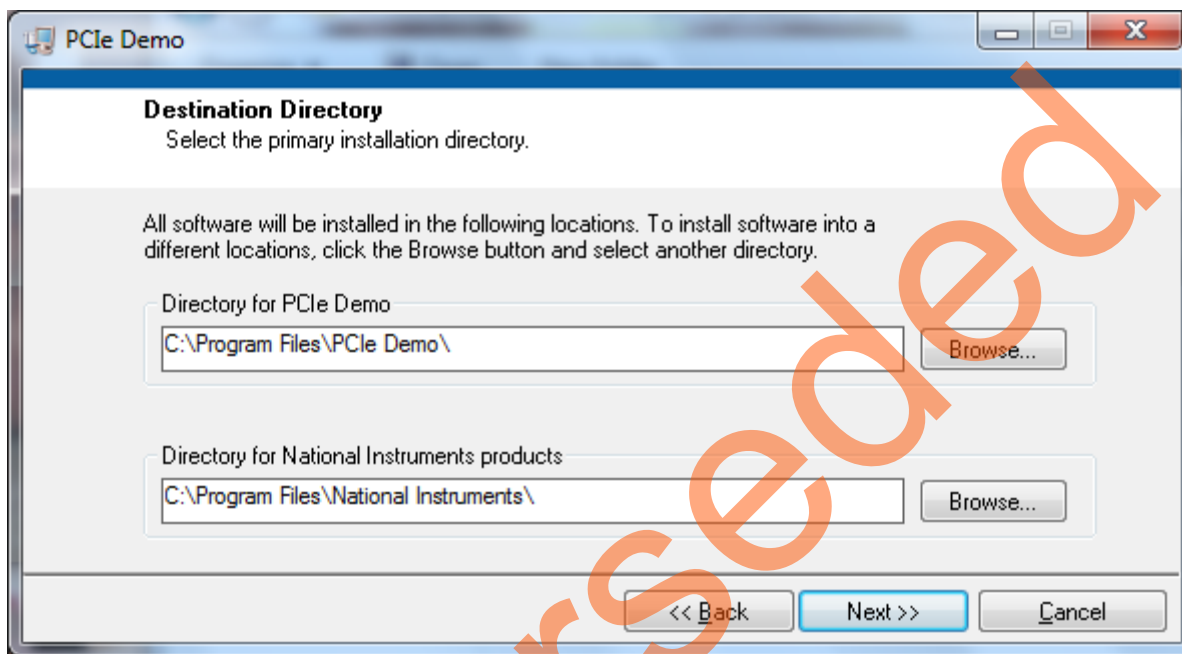 PCIe Demo
Destination Directory
Select the primary installation directory.
All software will be installed in the following locations. To install software into a
different locations, click the Browse button and select another directory.
Directory for PCIe Demo
C:\Program Files\PCIe Demo\
Browse...
Directory for National Instruments products
C:\Program Files\National Instruments\
Browse...
<< Back
Next >>
Cancel
rseded